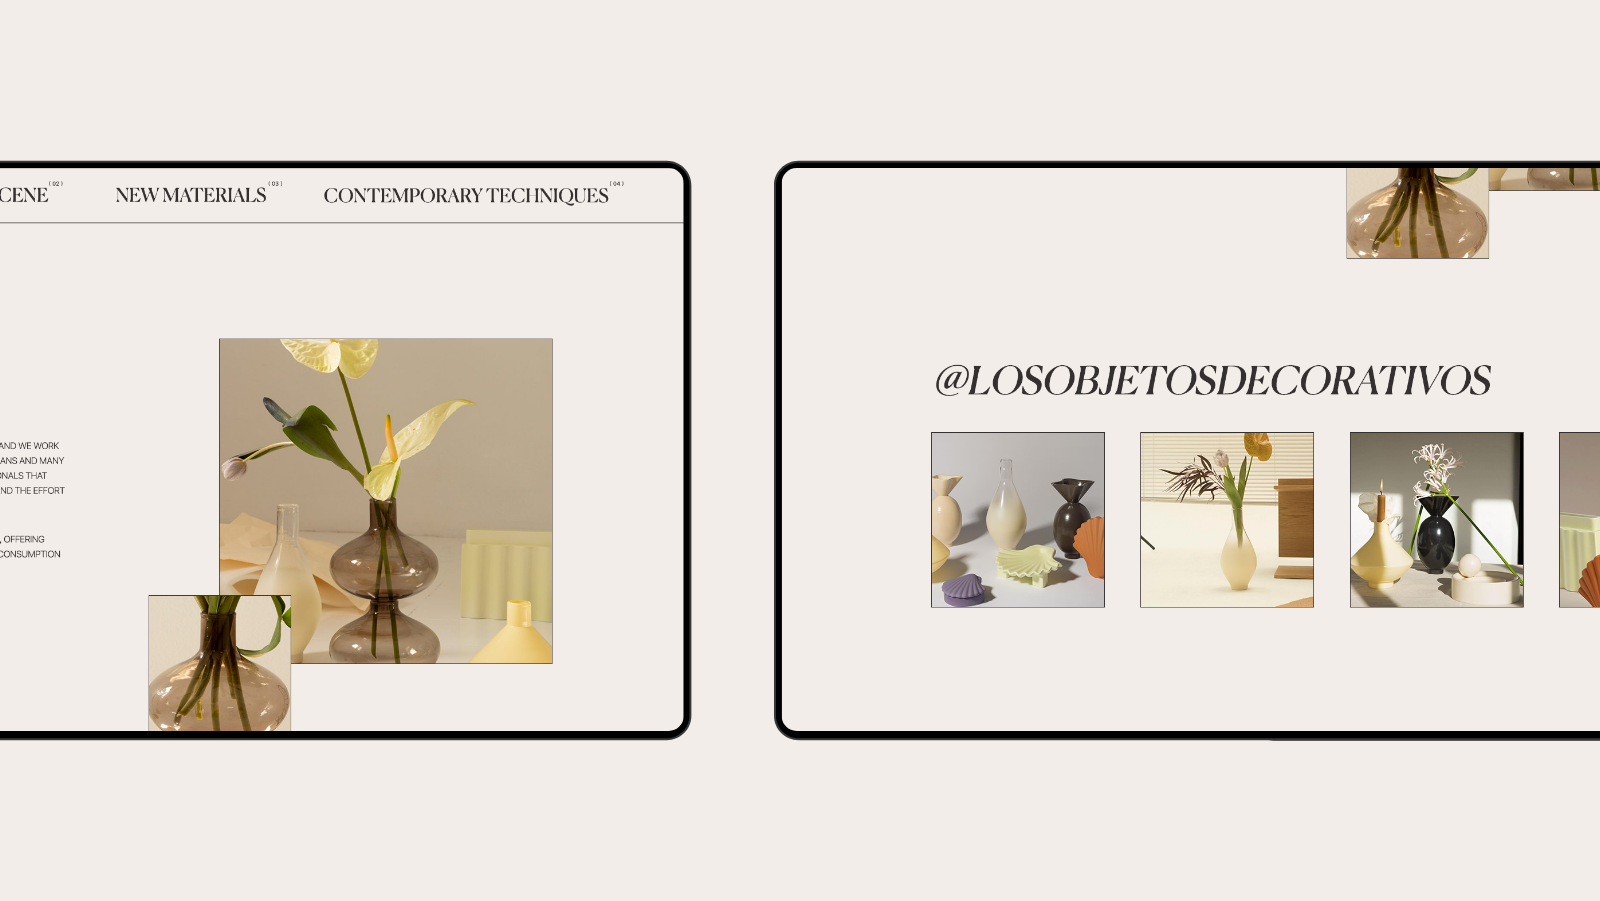 CENE (02) NEW MATERIALS (03) CONTEMPORARY TECHNIQUES (04)
AND WE WORK
ANS AND MANY
NALS THAT
ND THE EFFORT
, OFFERING
CONSUMPTION
@LOSOBJETOSDECORATIVOS